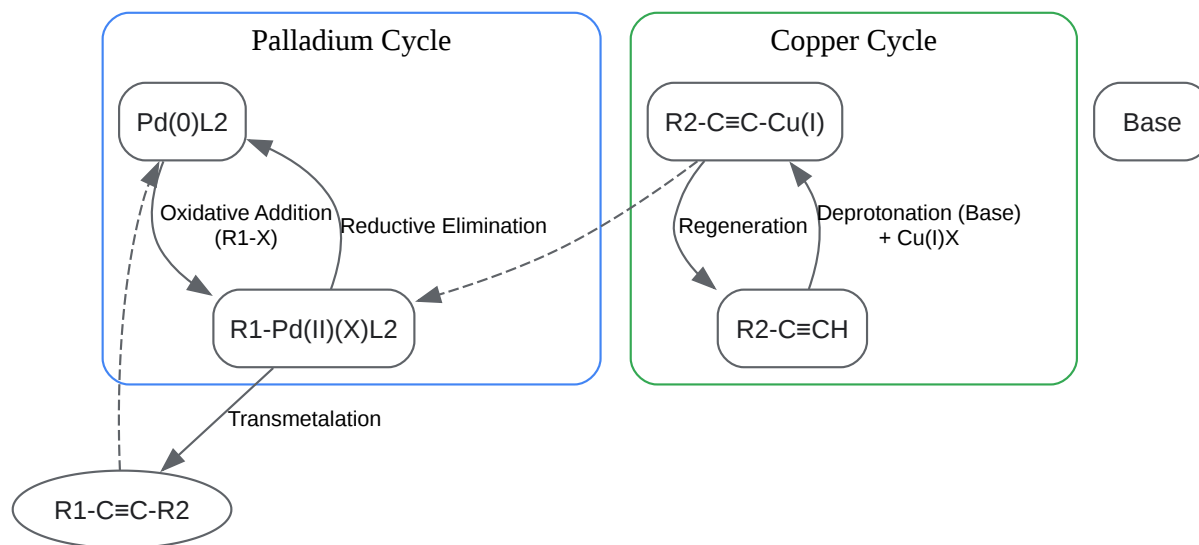 Palladium Cycle
Copper Cycle
Pd(0)L2
R2-C≡C-Cu(I)
Base
Oxidative Addition
(R1-X)
Reductive Elimination
Regeneration
Deprotonation (Base)
+ Cu(I)X
R1-Pd(II)(X)L2
R2-C≡CH
Transmetalation
R1-C≡C-R2